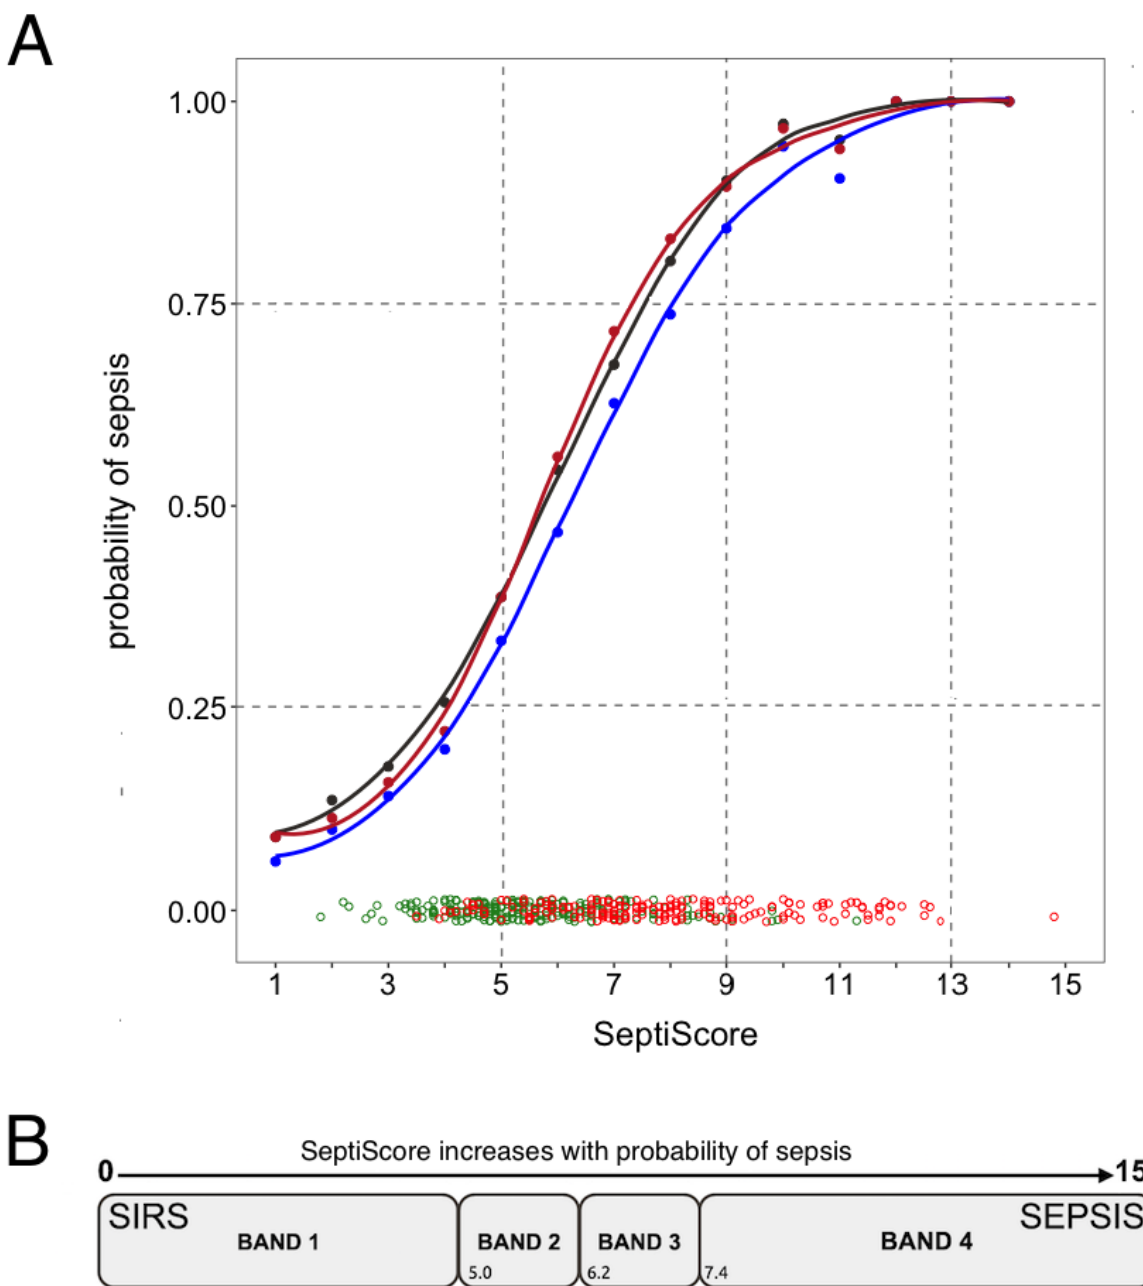 A
1.00
0.75
0.50
0.25
0.00
probability of sepsis
1 3 5 7 9 11 13 15
SeptiScore
B
SeptiScore increases with probability of sepsis
0 15
SIRS SEPSIS
BAND 1 BAND 2 BAND 3 BAND 4
5.0 6.2 7.4